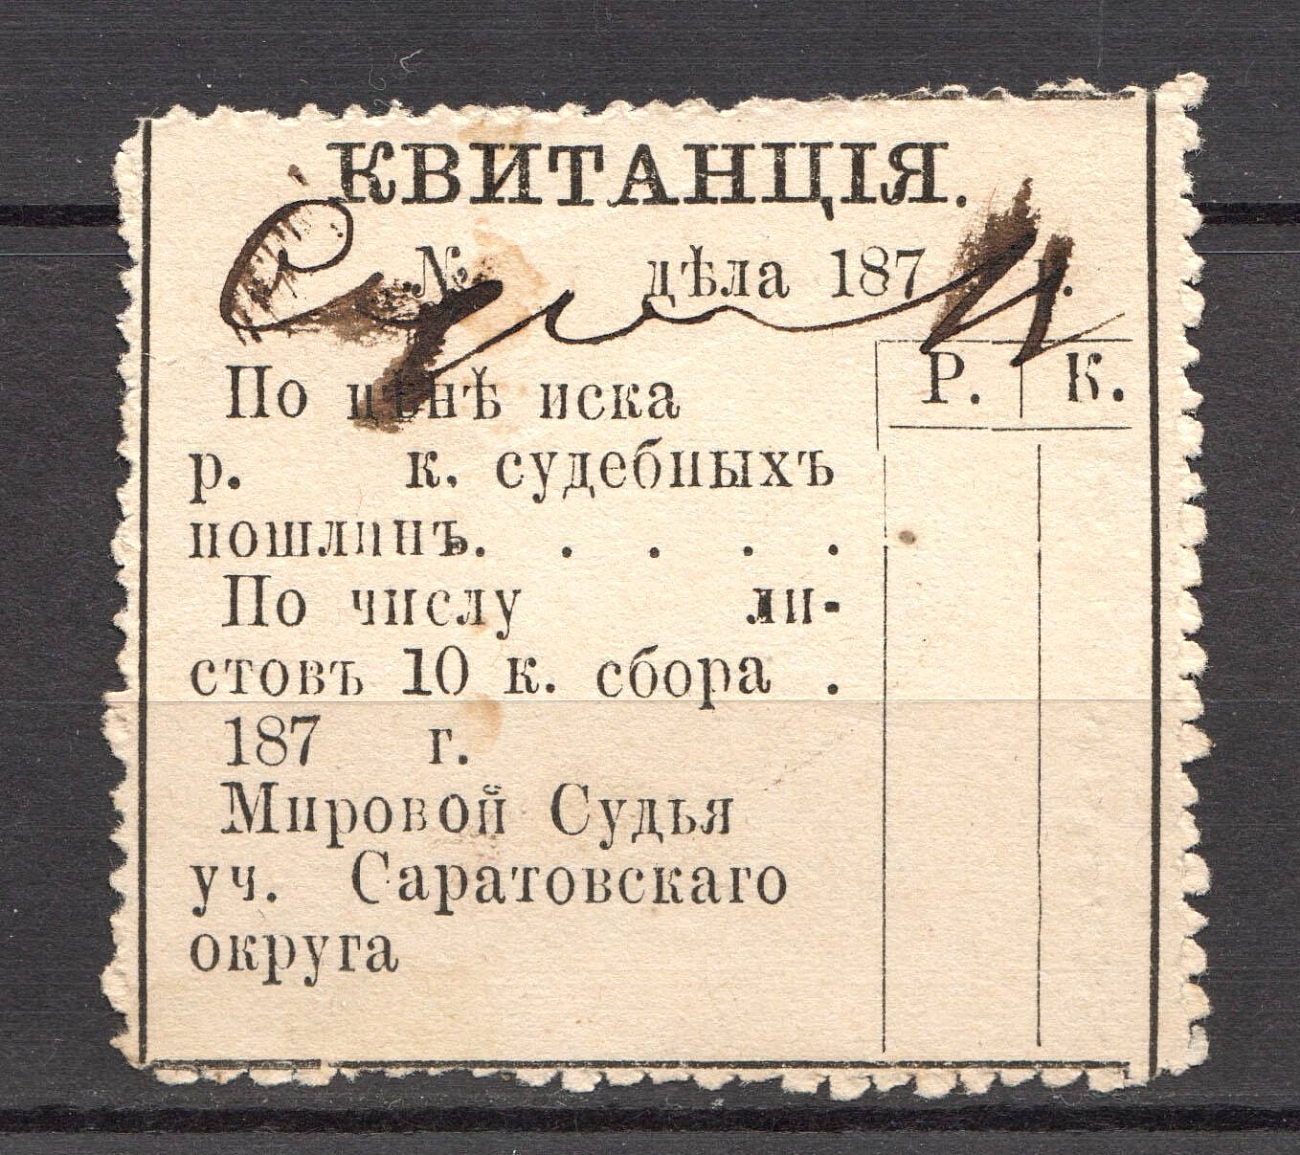 КВИТАНЦІЯ.
№ дѣла 187 г.
Р. К.
По цѣнѣ иска
р. к. судебныхъ
пошлинъ. . . . .
По числу ли-
стовъ 10 к. сбора .
187 г.
Мировой Судья
уч. Саратовскаго
округа